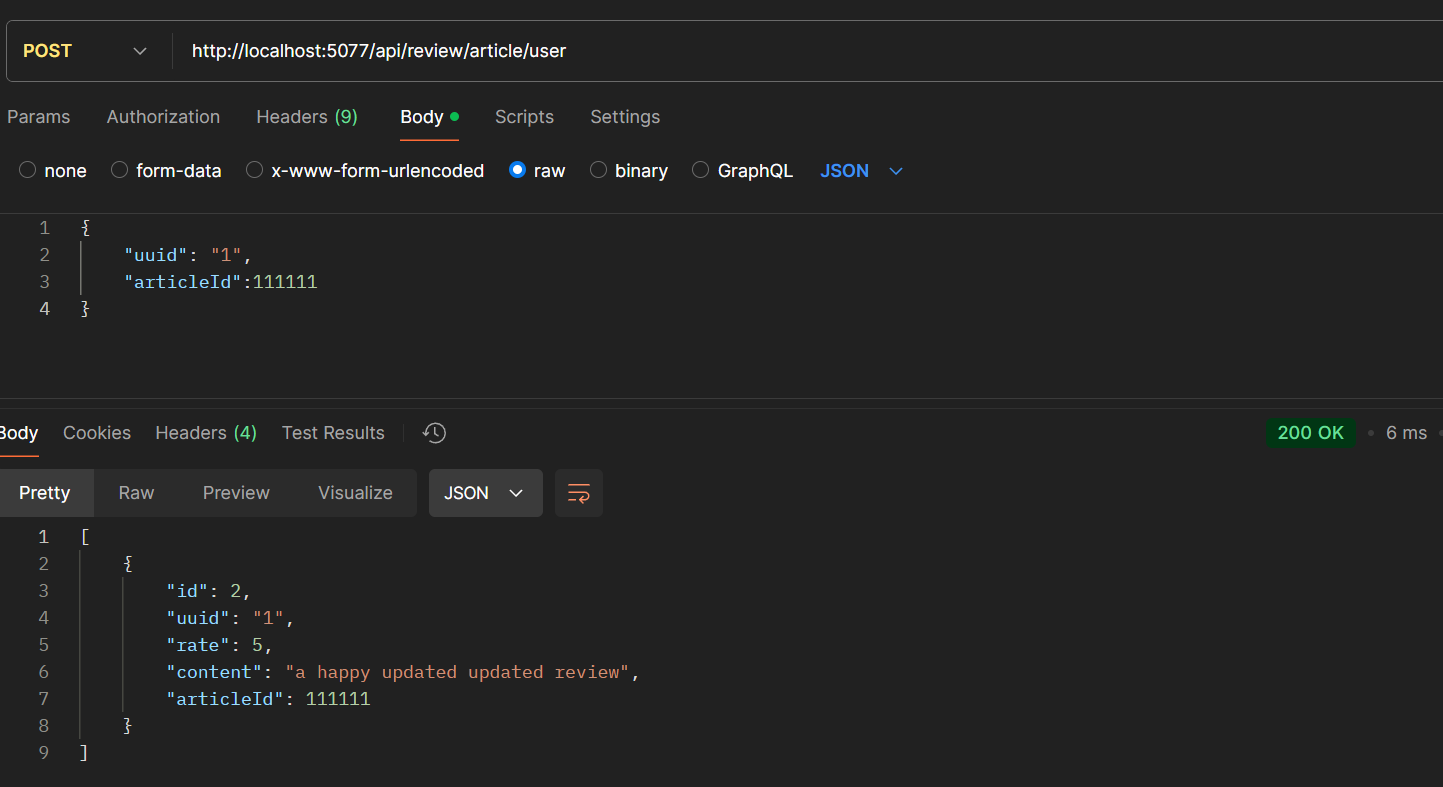 POST http://localhost:5077/api/review/article/user
Params Authorization Headers (9) Body Scripts Settings
none form-data x-www-form-urlencoded raw binary GraphQL JSON
1 {
2 "uuid": "1",
3 "articleId":111111
4 }
Body Cookies Headers (4) Test Results 200 OK • 6 ms
Pretty Raw Preview Visualize JSON
1 [
2 {
3 "id": 2,
4 "uuid": "1",
5 "rate": 5,
6 "content": "a happy updated updated review",
7 "articleId": 111111
8 }
9 ]